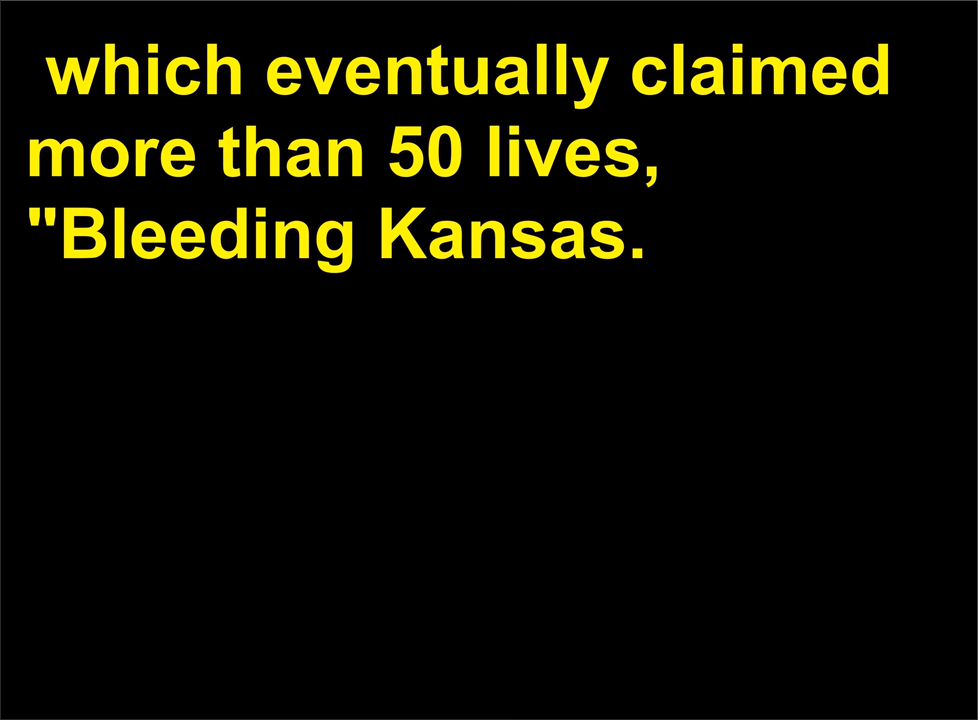 which eventually claimed
more than 50 lives,
"Bleeding Kansas.